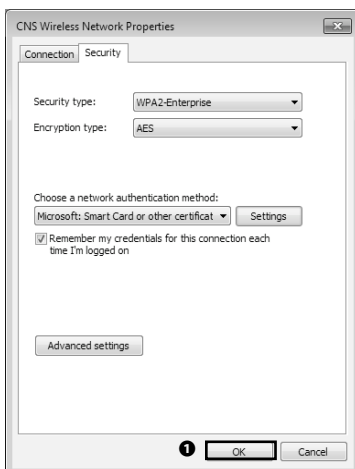 CNS Wireless Network Properties
Connection Security
Security type: WPA2-Enterprise
Encryption type: AES
Choose a network authentication method:
Microsoft: Smart Card or other certificat Settings
Remember my credentials for this connection each
time I'm logged on
Advanced settings
1 OK Cancel